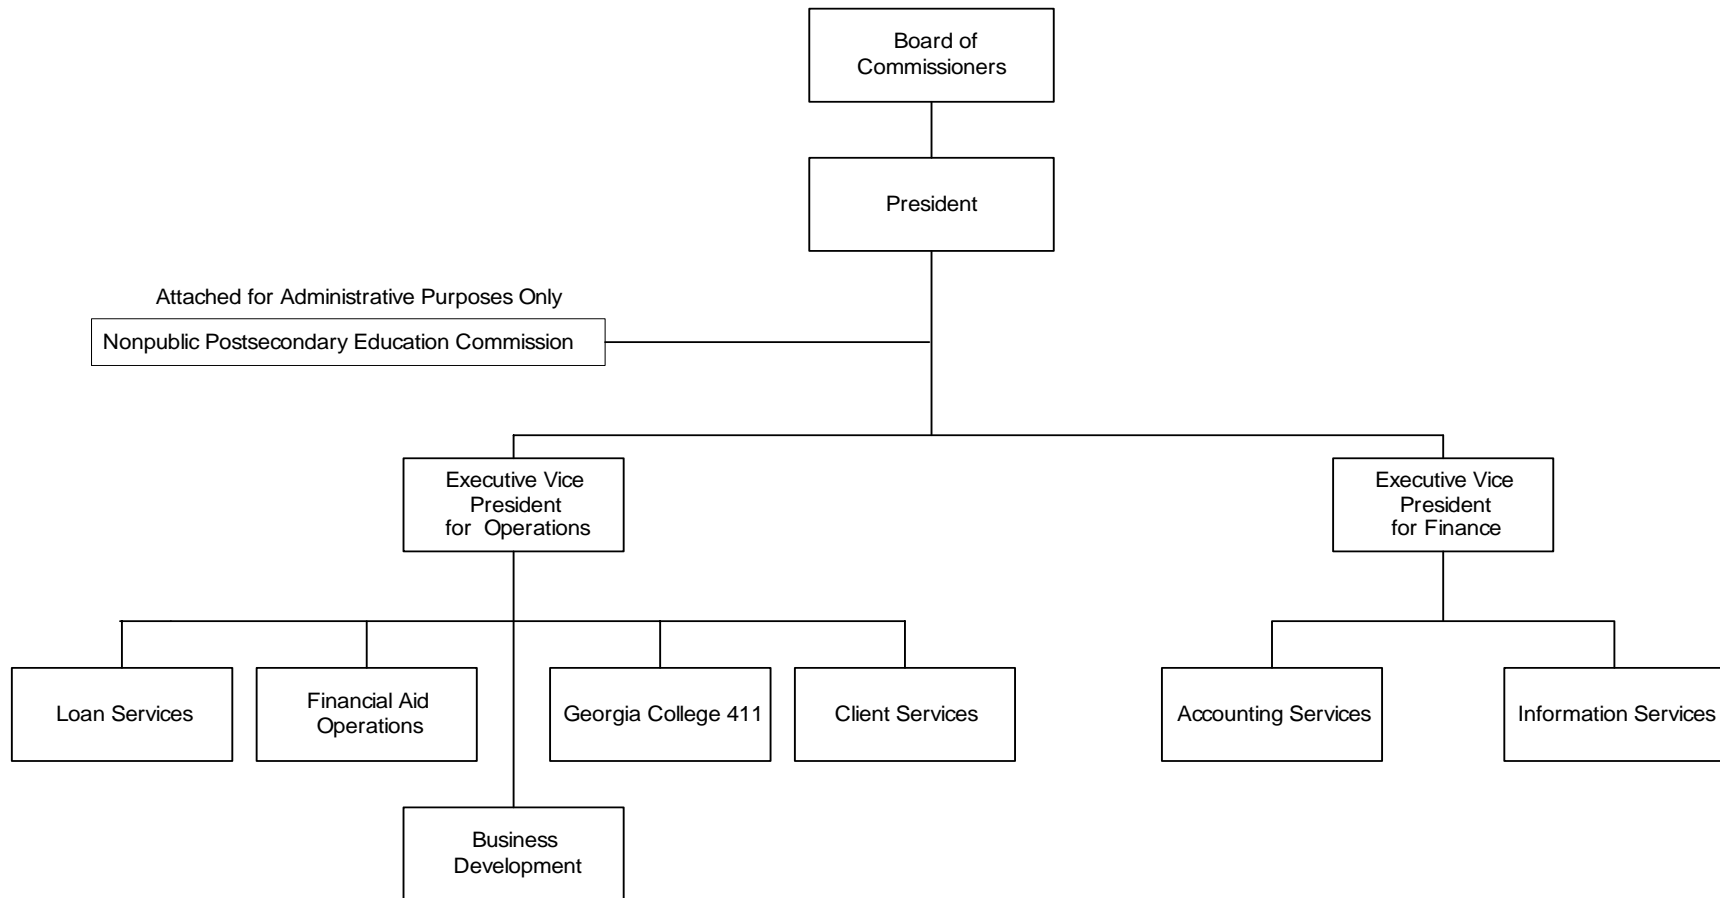 Board of
Commissioners
President
Attached for Administrative Purposes Only
Nonpublic Postsecondary Education Commission
Executive Vice
President
for Operations
Executive Vice
President
for Finance
Loan Services
Financial Aid
Operations
Georgia College 411
Client Services
Accounting Services
Information Services
Business
Development